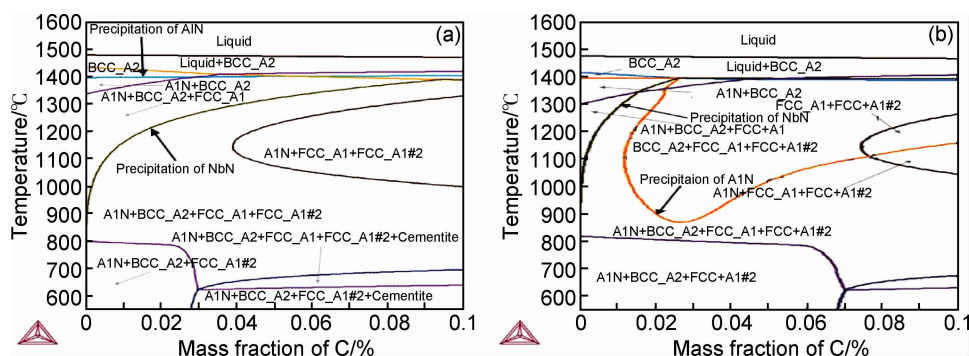 1600
1500
1400
1300
1200
1100
1000
900
800
700
600
Temperature/℃
(a)
Precipitation of AlN
Liquid
BCC_A2
Liquid+BCC_A2
A1N+BCC_A2
A1N+BCC_A2+FCC_A1
Precipitation of NbN
A1N+FCC_A1+FCC_A1#2
A1N+BCC_A2+FCC_A1+FCC_A1#2
A1N+BCC_A2+FCC_A1+FCC_A1#2+Cementite
A1N+BCC_A2+FCC_A1#2
A1N+BCC_A2+FCC_A1#2+Cementite
0 0.02 0.04 0.06 0.08 0.1
Mass fraction of C/%
1600
1500
1400
1300
1200
1100
1000
900
800
700
600
Temperature/℃
(b)
Liquid
BCC_A2
Liquid+BCC_A2
A1N+BCC_A2
FCC_A1+FCC+A1#2
Precipitation of NbN
A1N+BCC_A2+FCC+A1
BCC_A2+FCC_A1+FCC+A1#2
Precipitaion of A1N
A1N+FCC_A1+FCC+A1#2
A1N+BCC_A2+FCC_A1+FCC+A1#2
A1N+BCC_A2+FCC+A1#2
0 0.02 0.04 0.06 0.08 0.1
Mass fraction of C/%